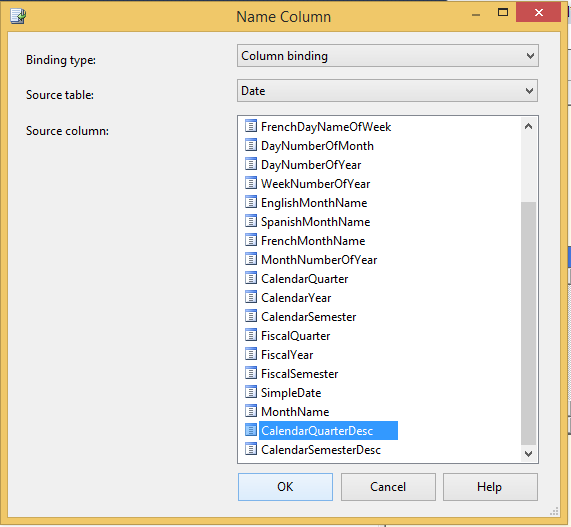 Name Column
Binding type:
Column binding
Source table:
Date
Source column:
FrenchDayNameOfWeek
DayNumberOfMonth
DayNumberOfYear
WeekNumberOfYear
EnglishMonthName
SpanishMonthName
FrenchMonthName
MonthNumberOfYear
CalendarQuarter
CalendarYear
CalendarSemester
FiscalQuarter
FiscalYear
FiscalSemester
SimpleDate
MonthName
CalendarQuarterDesc
CalendarSemesterDesc
OK
Cancel
Help